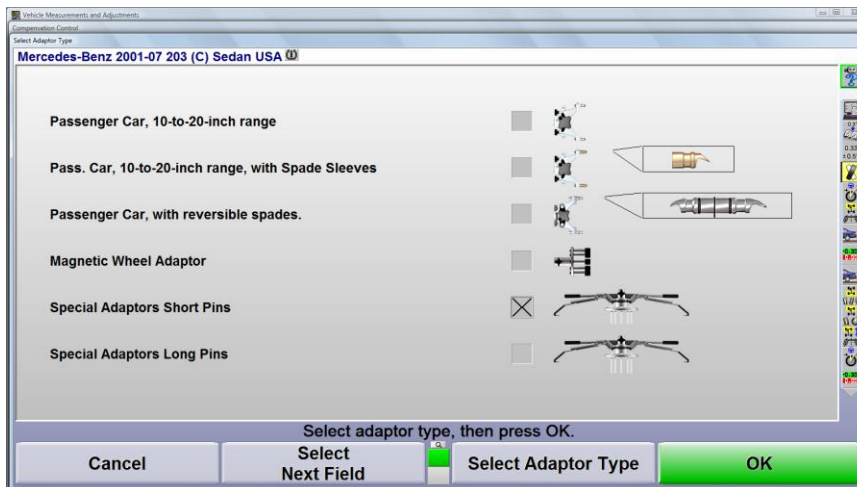 Vehicle Measurements and Adjustments
Compensation Control
Select Adaptor Type
Mercedes-Benz 2001-07 203 (C) Sedan USA
Passenger Car, 10-to-20-inch range
Pass. Car, 10-to-20-inch range, with Spade Sleeves
Passenger Car, with reversible spades.
Magnetic Wheel Adaptor
Special Adaptors Short Pins
Special Adaptors Long Pins
Select adaptor type, then press OK.
Cancel
Select
Next Field
Select Adaptor Type
OK